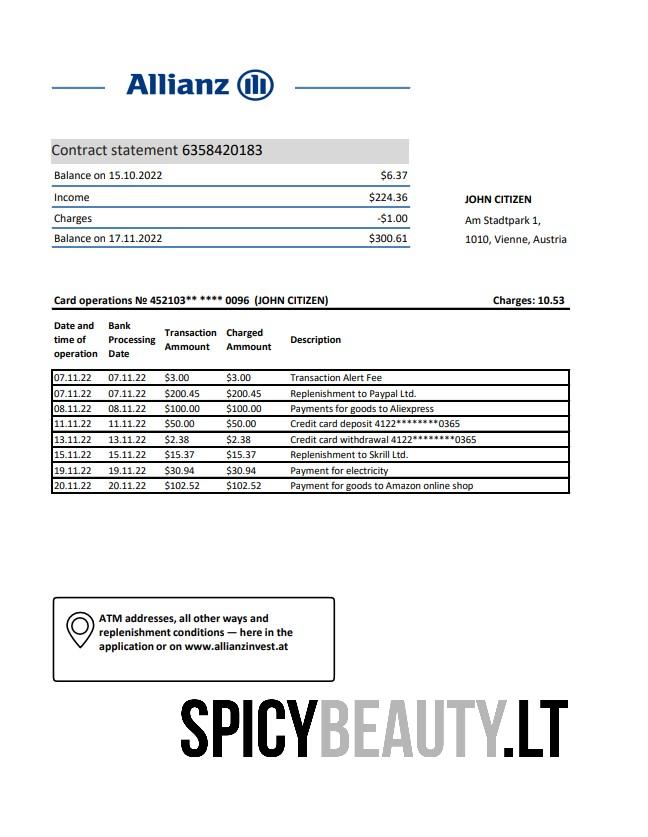 Allianz
Contract statement 6358420183
Balance on 15.10.2022 $6.37
Income $224.36
Charges -$1.00
Balance on 17.11.2022 $300.61
JOHN CITIZEN
Am Stadtpark 1,
1010, Vienne, Austria
Card operations № 452103** **** 0096 (JOHN CITIZEN) Charges: 10.53
Date and time of operation Bank Processing Date Transaction Amount Charged Amount Description
07.11.22 07.11.22 $3.00 $3.00 Transaction Alert Fee
07.11.22 07.11.22 $200.45 $200.45 Replenishment to Paypal Ltd.
08.11.22 08.11.22 $100.00 $100.00 Payments for goods to Aliexpress
11.11.22 11.11.22 $50.00 $50.00 Credit card deposit 4122********0365
13.11.22 13.11.22 $2.38 $2.38 Credit card withdrawal 4122********0365
15.11.22 15.11.22 $15.37 $15.37 Replenishment to Skrill Ltd.
19.11.22 19.11.22 $30.94 $30.94 Payment for electricity
20.11.22 20.11.22 $102.52 $102.52 Payment for goods to Amazon online shop
ATM addresses, all other ways and
replenishment conditions — here in the
application or on www.allianzinvest.at
SPICYBEAUTY.LT